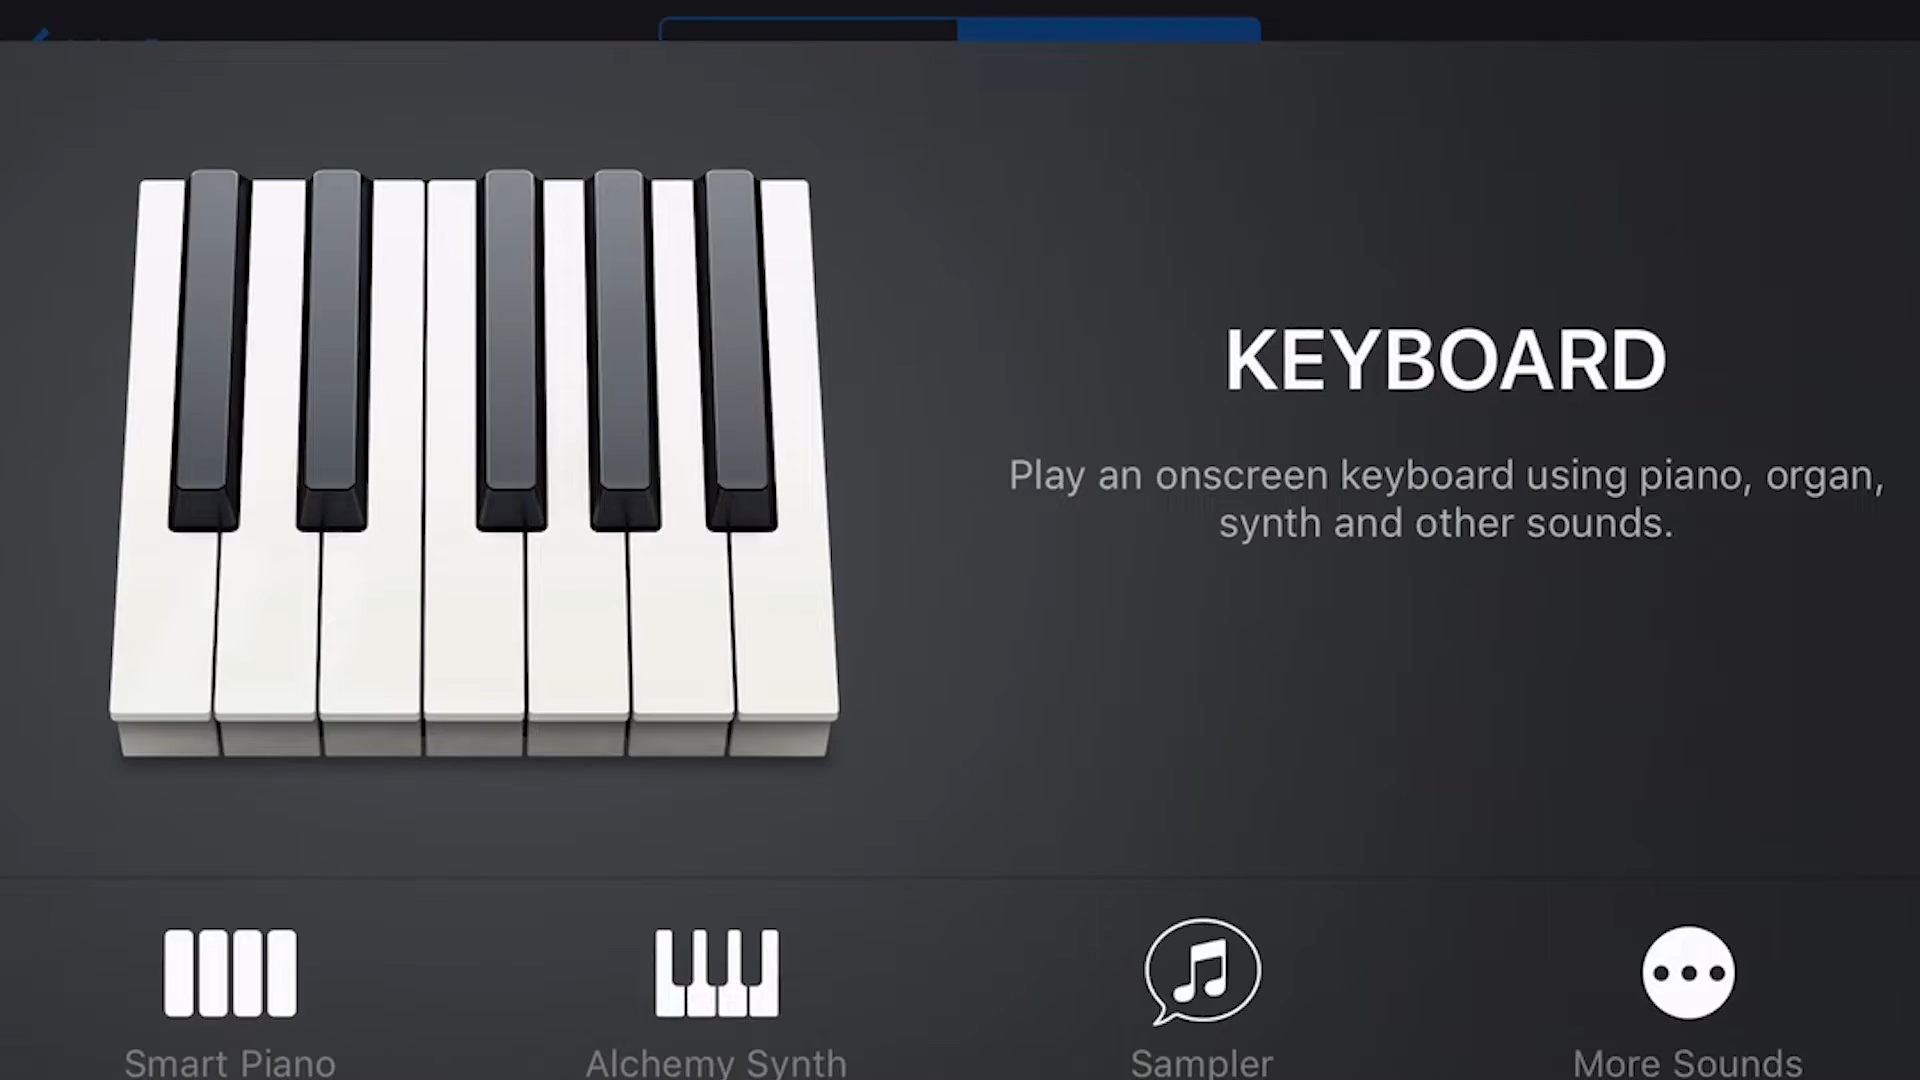 KEYBOARD
Play an onscreen keyboard using piano, organ,
synth and other sounds.
Smart Piano
Alchemy Synth
Sampler
More Sounds